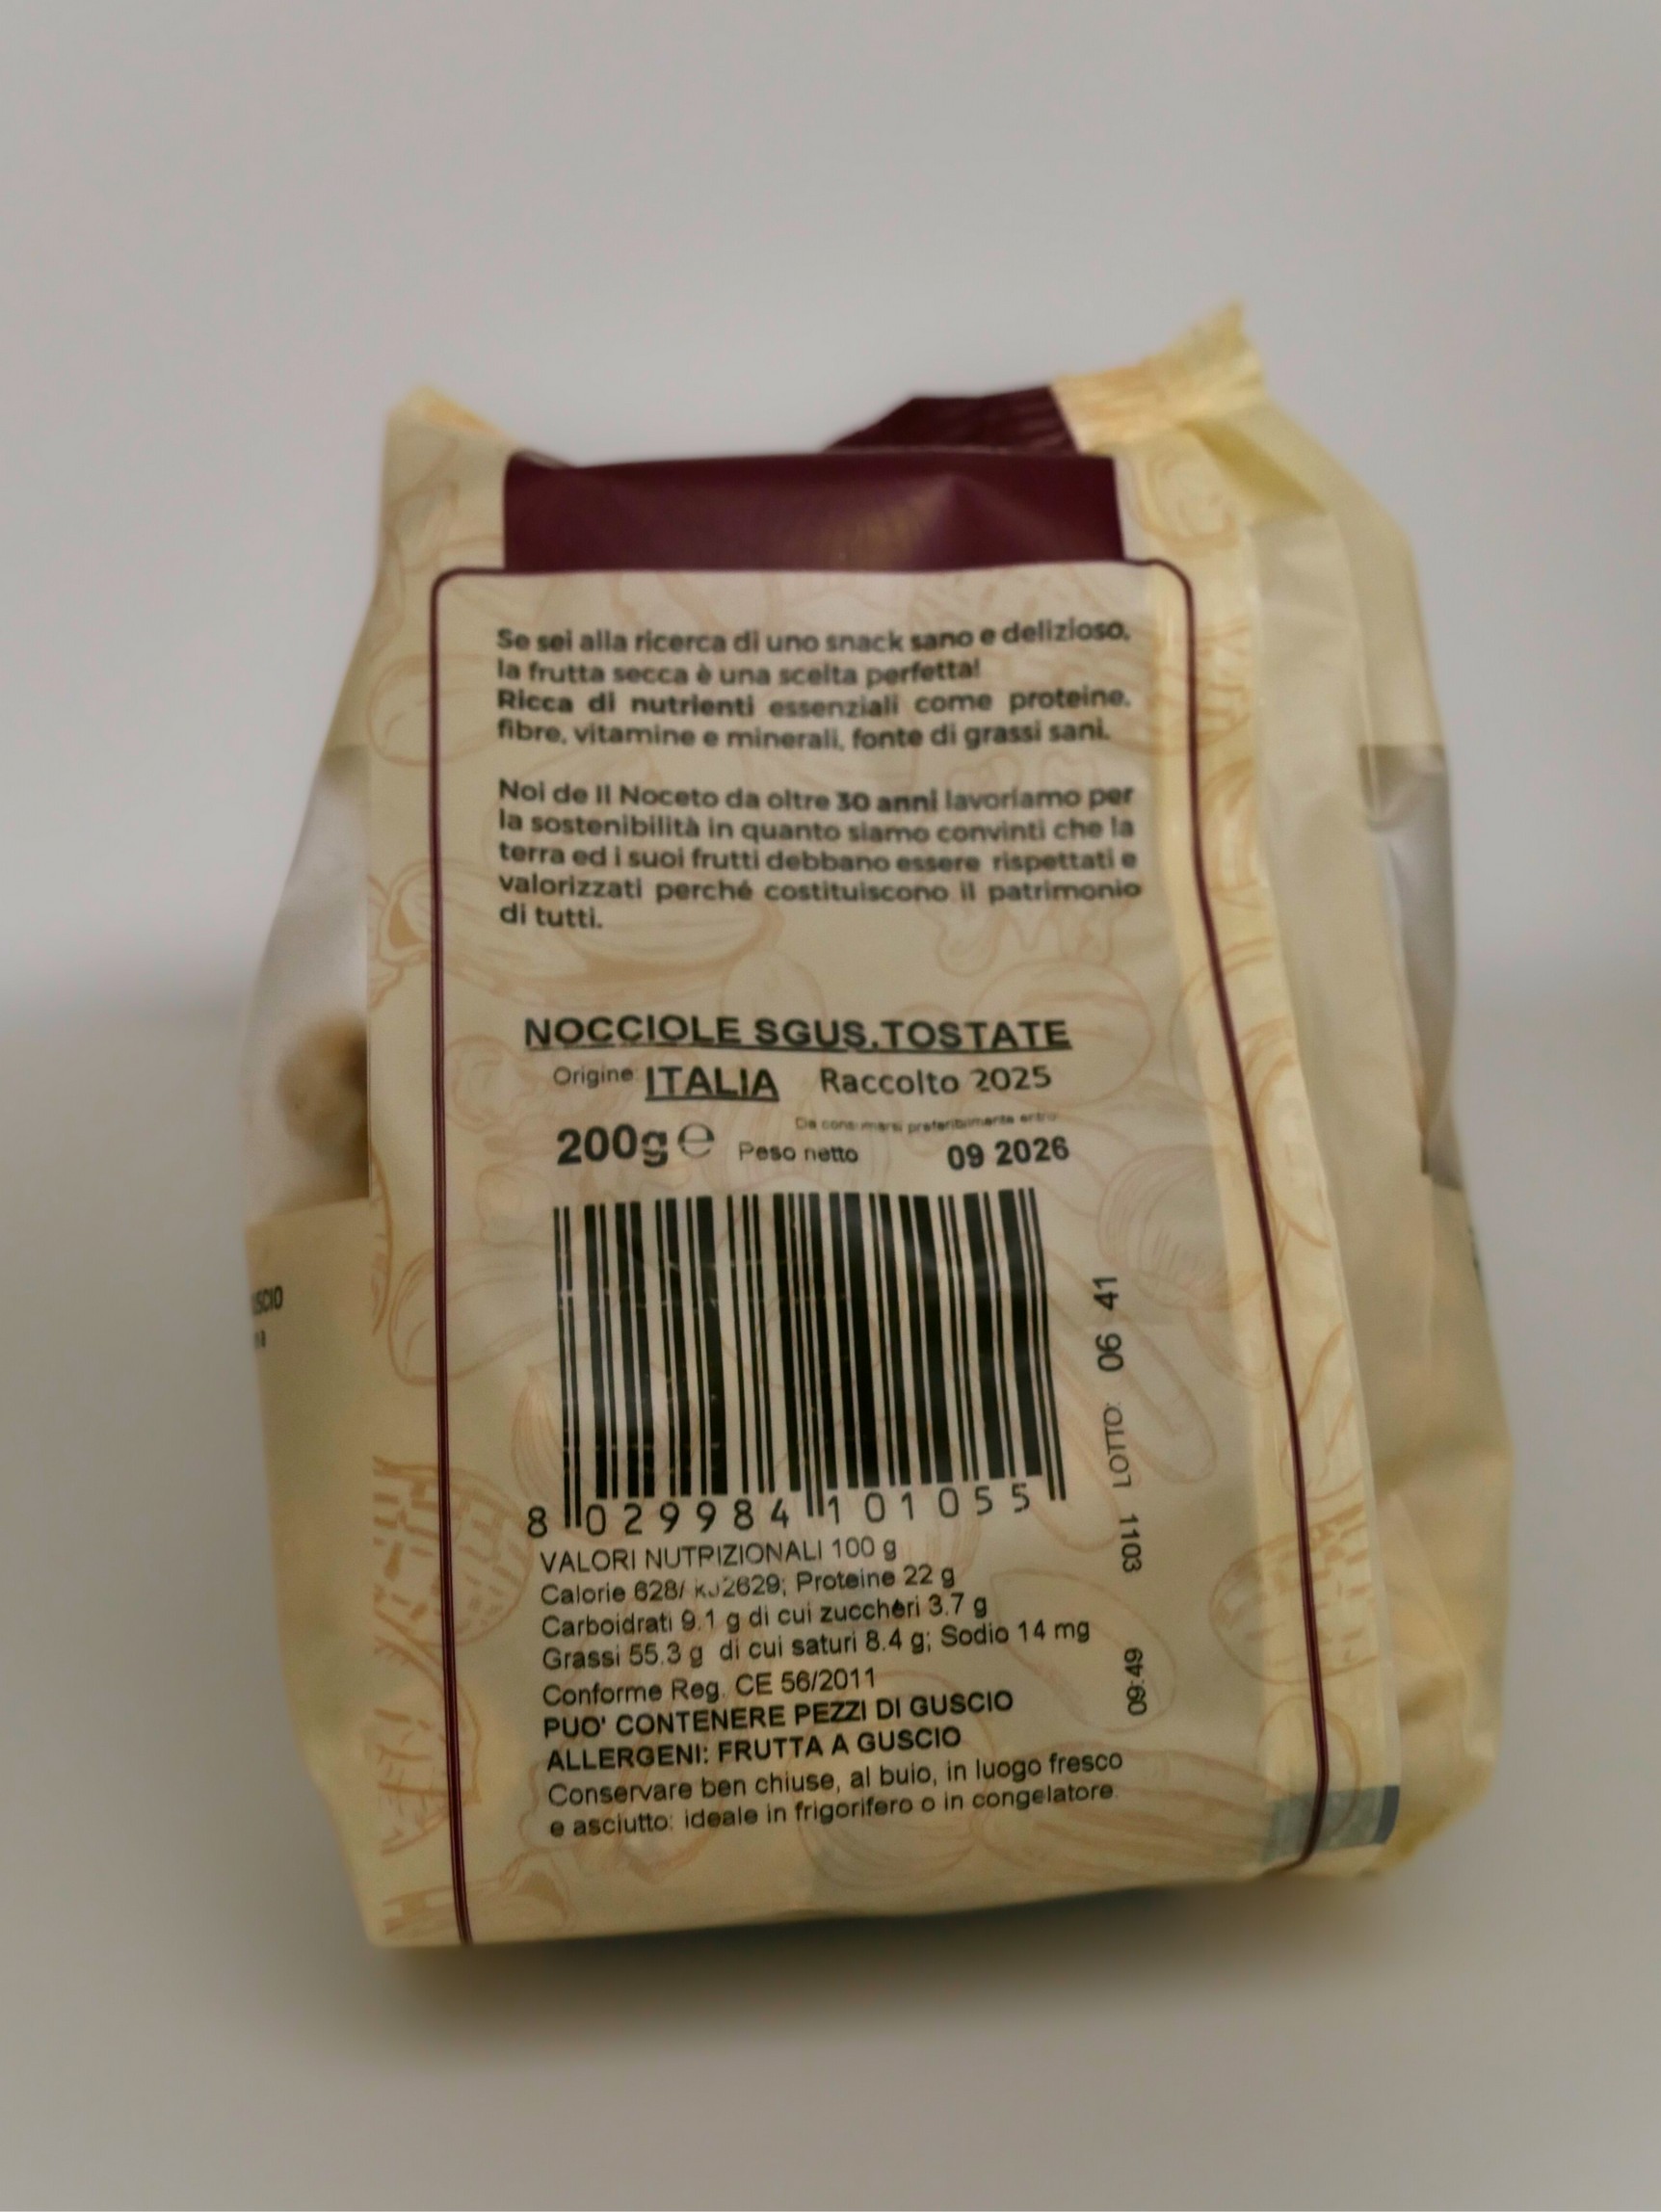 Se sei alla ricerca di uno snack sano e delizioso,
la frutta secca è una scelta perfetta!
Ricca di nutrienti essenziali come proteine,
fibre, vitamine e minerali, fonte di grassi sani.
Noi de Il Noceto da oltre 30 anni lavoriamo per
la sostenibilità in quanto siamo convinti che la
terra ed i suoi frutti debbano essere rispettati e
valorizzati perché costituiscono il patrimonio
di tutti.
NOCCIOLE SGUS.TOSTATE
Origine: ITALIA Raccolto 2025
Da consumarsi preferibilmente entro
200g e Peso netto 09 2026
8 029984 101055
VALORI NUTRIZIONALI 100 g
Calorie 628/ kJ2629; Proteine 22 g
Carboidrati 9.1 g di cui zuccheri 3.7 g
Grassi 55.3 g di cui saturi 8.4 g; Sodio 14 mg
Conforme Reg. CE 56/2011
PUO' CONTENERE PEZZI DI GUSCIO
ALLERGENI: FRUTTA A GUSCIO
Conservare ben chiuse, al buio, in luogo fresco
e asciutto: ideale in frigorifero o in congelatore.
09:49 1103 LOTTO: 06 41